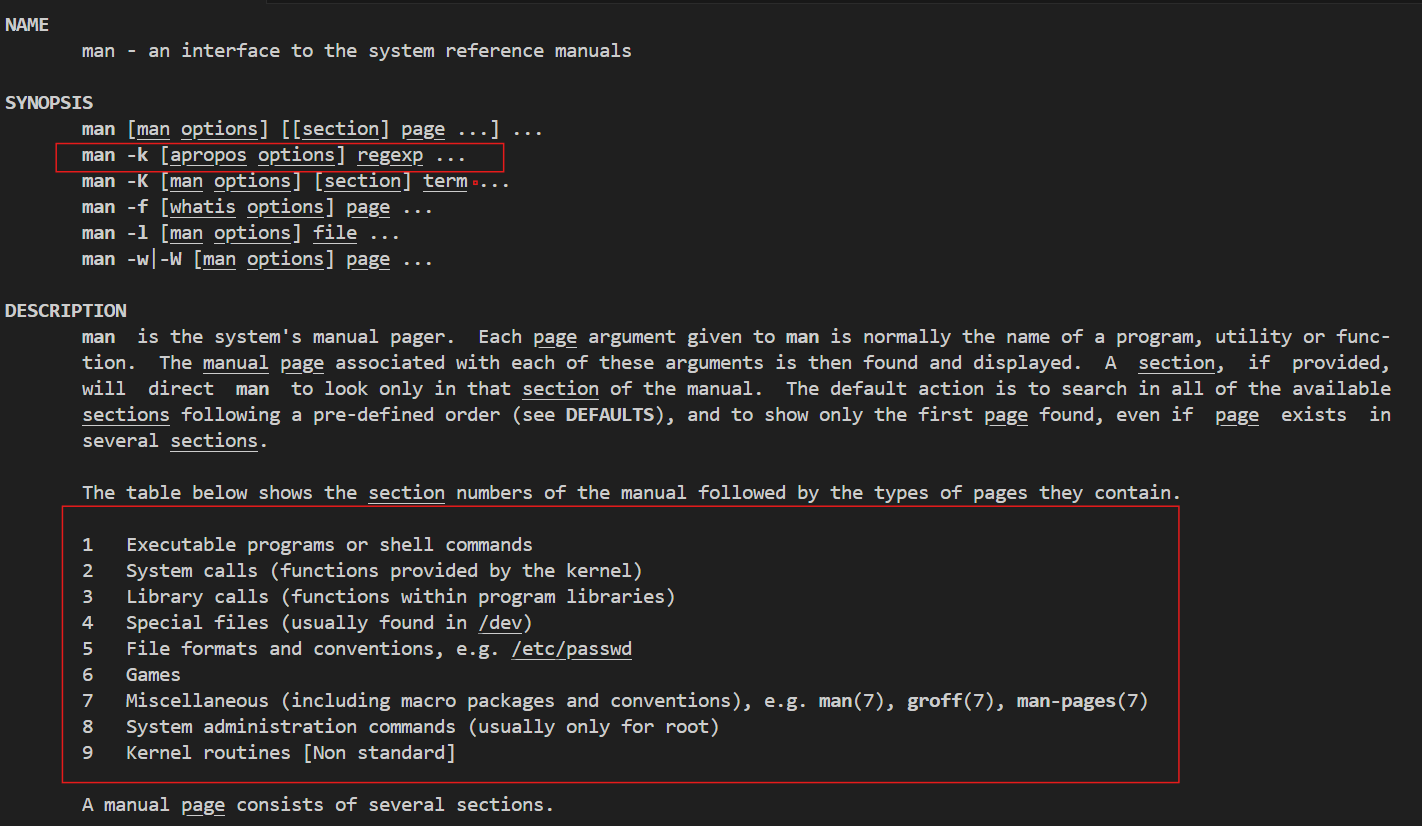 NAME
man - an interface to the system reference manuals
SYNOPSIS
man [man options] [[section] page ...] ...
man -k [apropos options] regexp ...
man -K [man options] [section] term ...
man -f [whatis options] page ...
man -l [man options] file ...
man -w|-W [man options] page ...
DESCRIPTION
man  is the system's manual pager.  Each page argument given to man is normally the name of a program, utility or func-
tion.  The manual page associated with each of these arguments is then found and displayed.  A  section,  if  provided,
will  direct  man  to look only in that section of the manual.  The default action is to search in all of the available
sections following a pre-defined order (see DEFAULTS), and to show only the first page found, even if  page  exists  in
several sections.
The table below shows the section numbers of the manual followed by the types of pages they contain.
1   Executable programs or shell commands
2   System calls (functions provided by the kernel)
3   Library calls (functions within program libraries)
4   Special files (usually found in /dev)
5   File formats and conventions, e.g. /etc/passwd
6   Games
7   Miscellaneous (including macro packages and conventions), e.g. man(7), groff(7), man-pages(7)
8   System administration commands (usually only for root)
9   Kernel routines [Non standard]
A manual page consists of several sections.